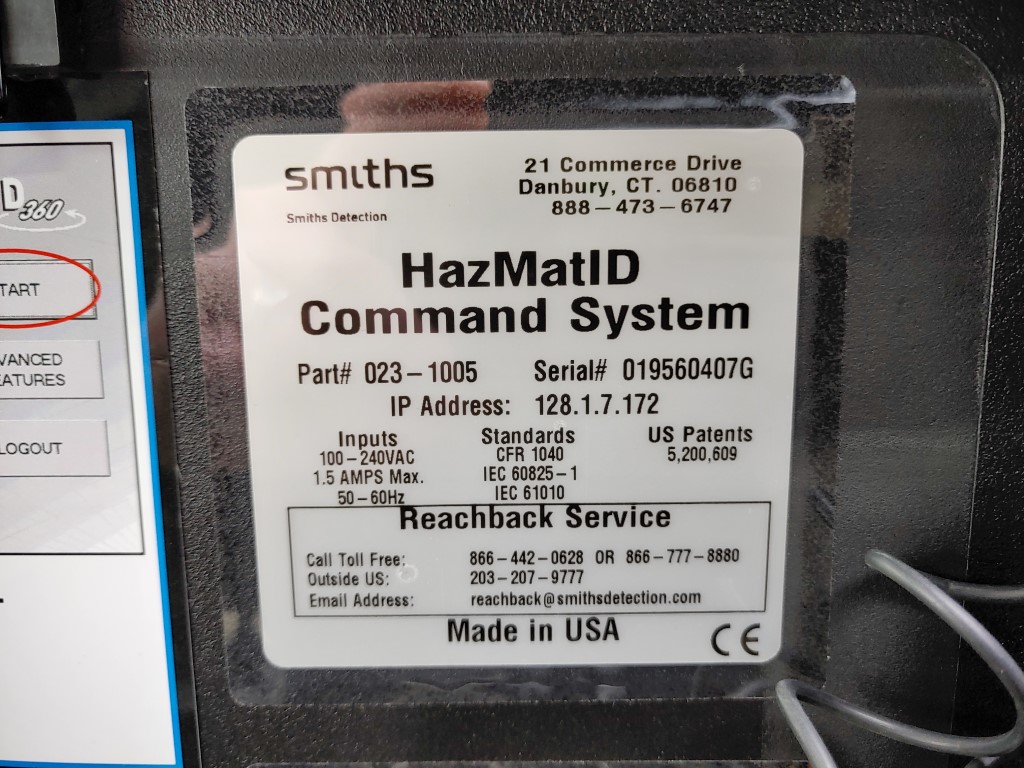 D
360
TART
VANCED
EATURES
LOGOUT
smiths
Smiths Detection
21 Commerce Drive
Danbury, CT. 06810
888-473-6747
HazMatID
Command System
Part# 023-1005 Serial# 019560407G
IP Address: 128.1.7.172
Inputs
100-240VAC
1.5 AMPS Max.
50-60Hz
Standards
CFR 1040
IEC 60825-1
IEC 61010
US Patents
5,200,609
Reachback Service
Call Toll Free: 866-442-0628 OR 866-777-8880
Outside US: 203-207-9777
Email Address: reachback@smithsdetection.com
Made in USA
CE